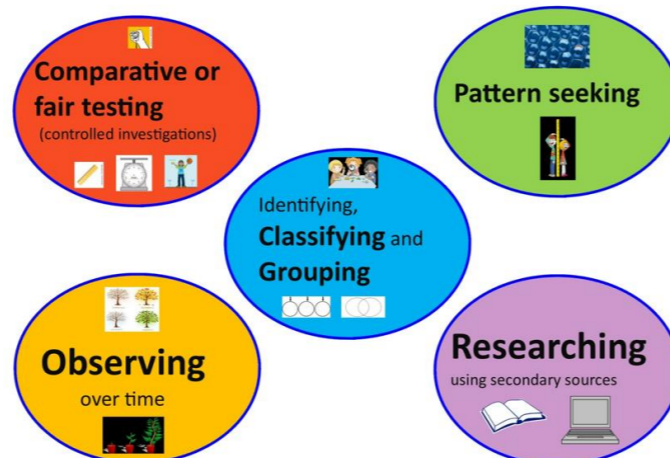 Comparative or
fair testing
(controlled investigations)
Pattern seeking
Identifying,
Classifying and
Grouping
Observing
over time
Researching
using secondary sources